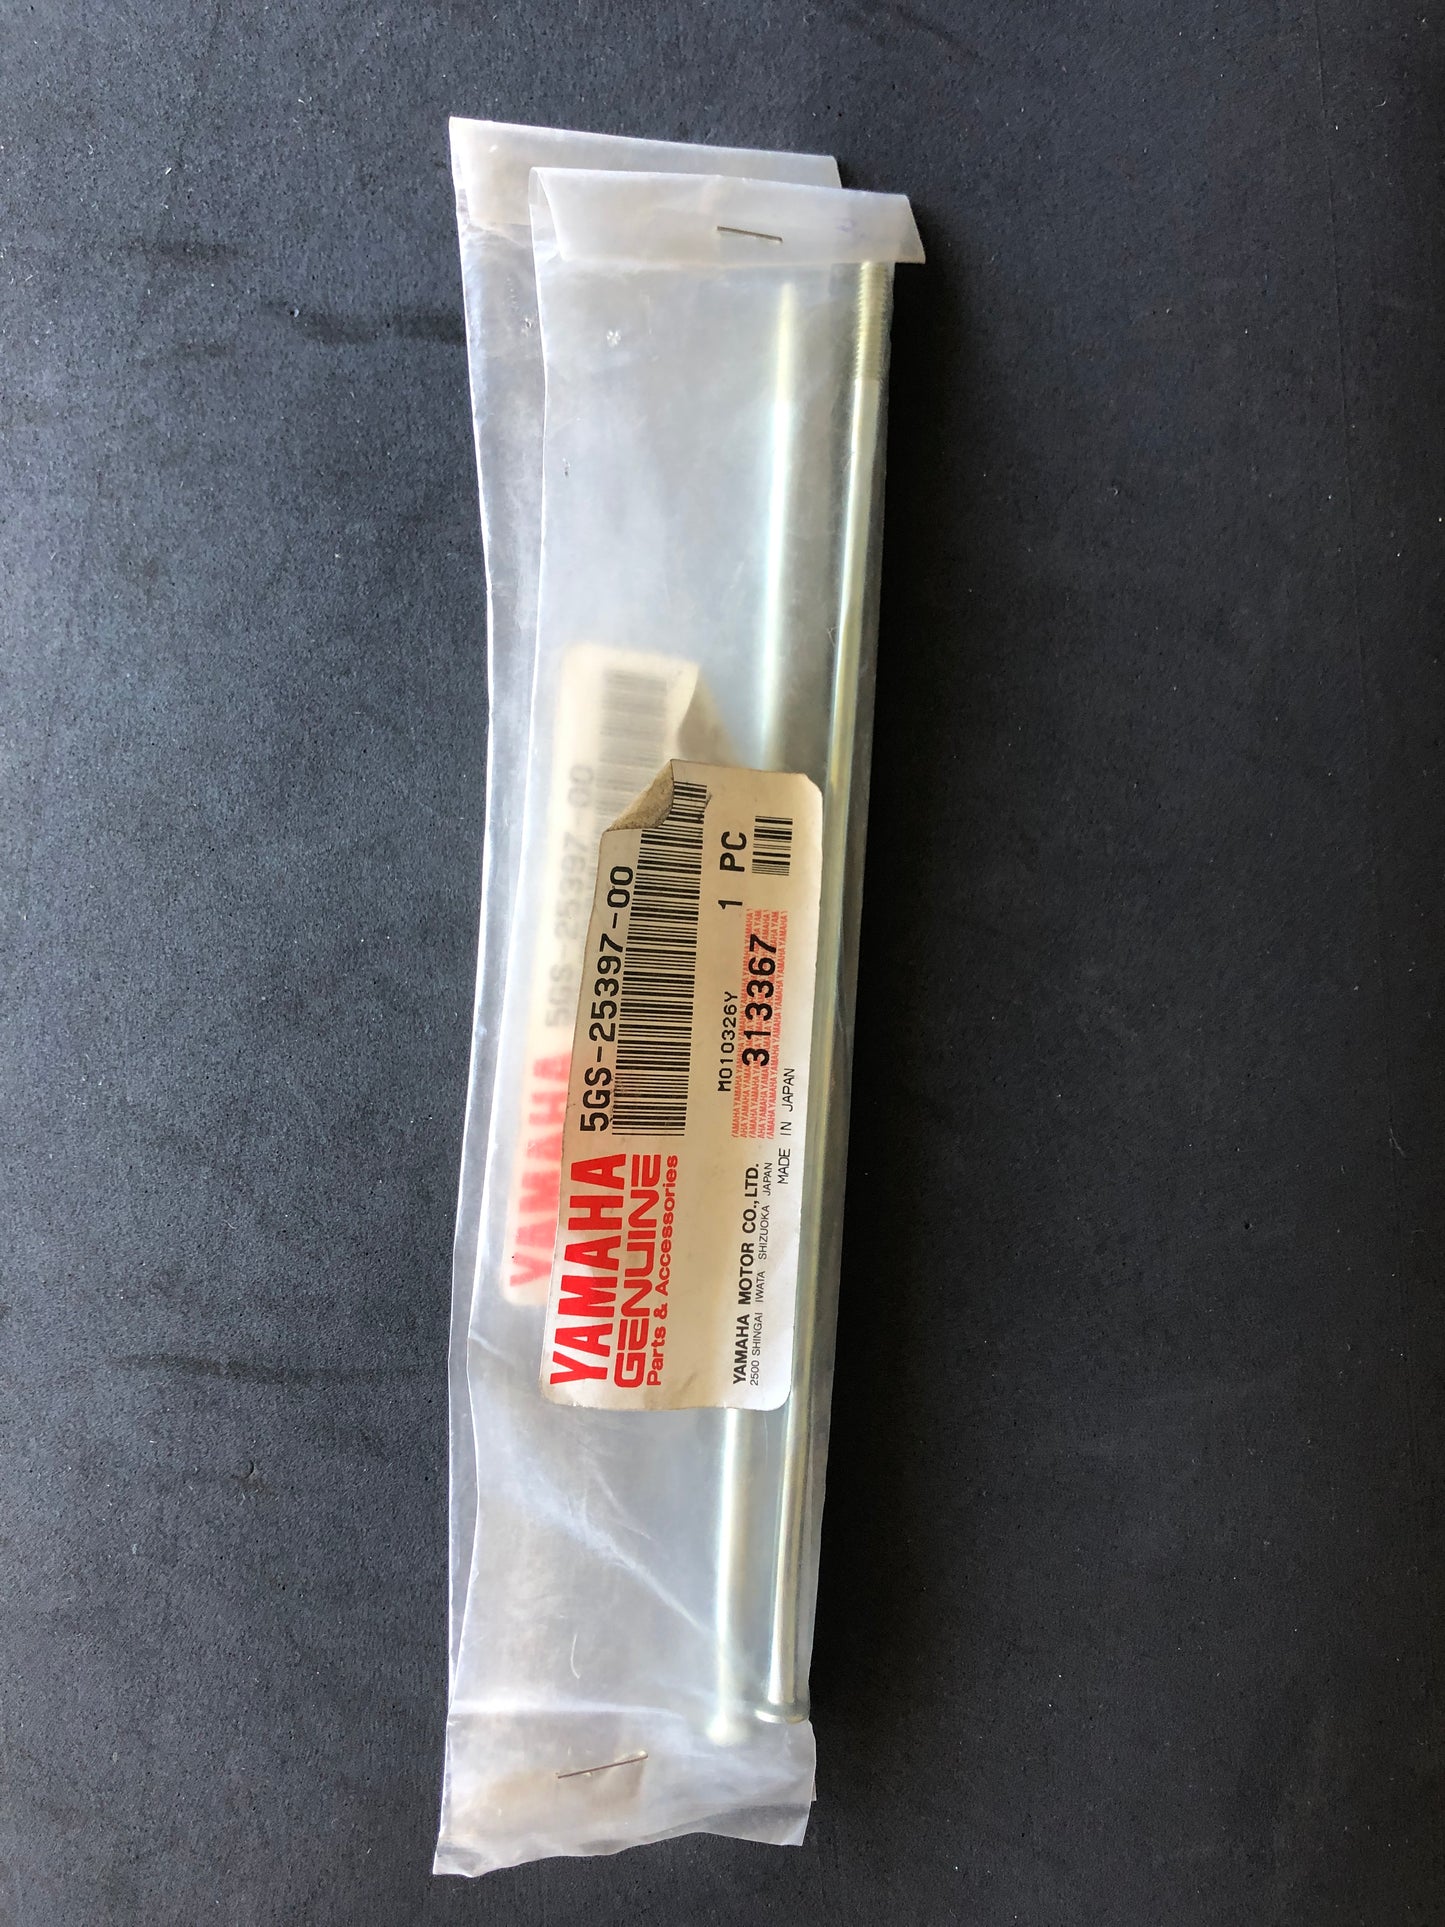 YAMAHA
GENUINE
Parts & Accessories
5GS-25397-00
M010326Y
1 PC
313367
YAMAHA MOTOR CO.,LTD.
2500 SHINGAI IWATA SHIZUOKA JAPAN
MADE IN JAPAN
YAMAHA
5GS-25397-00